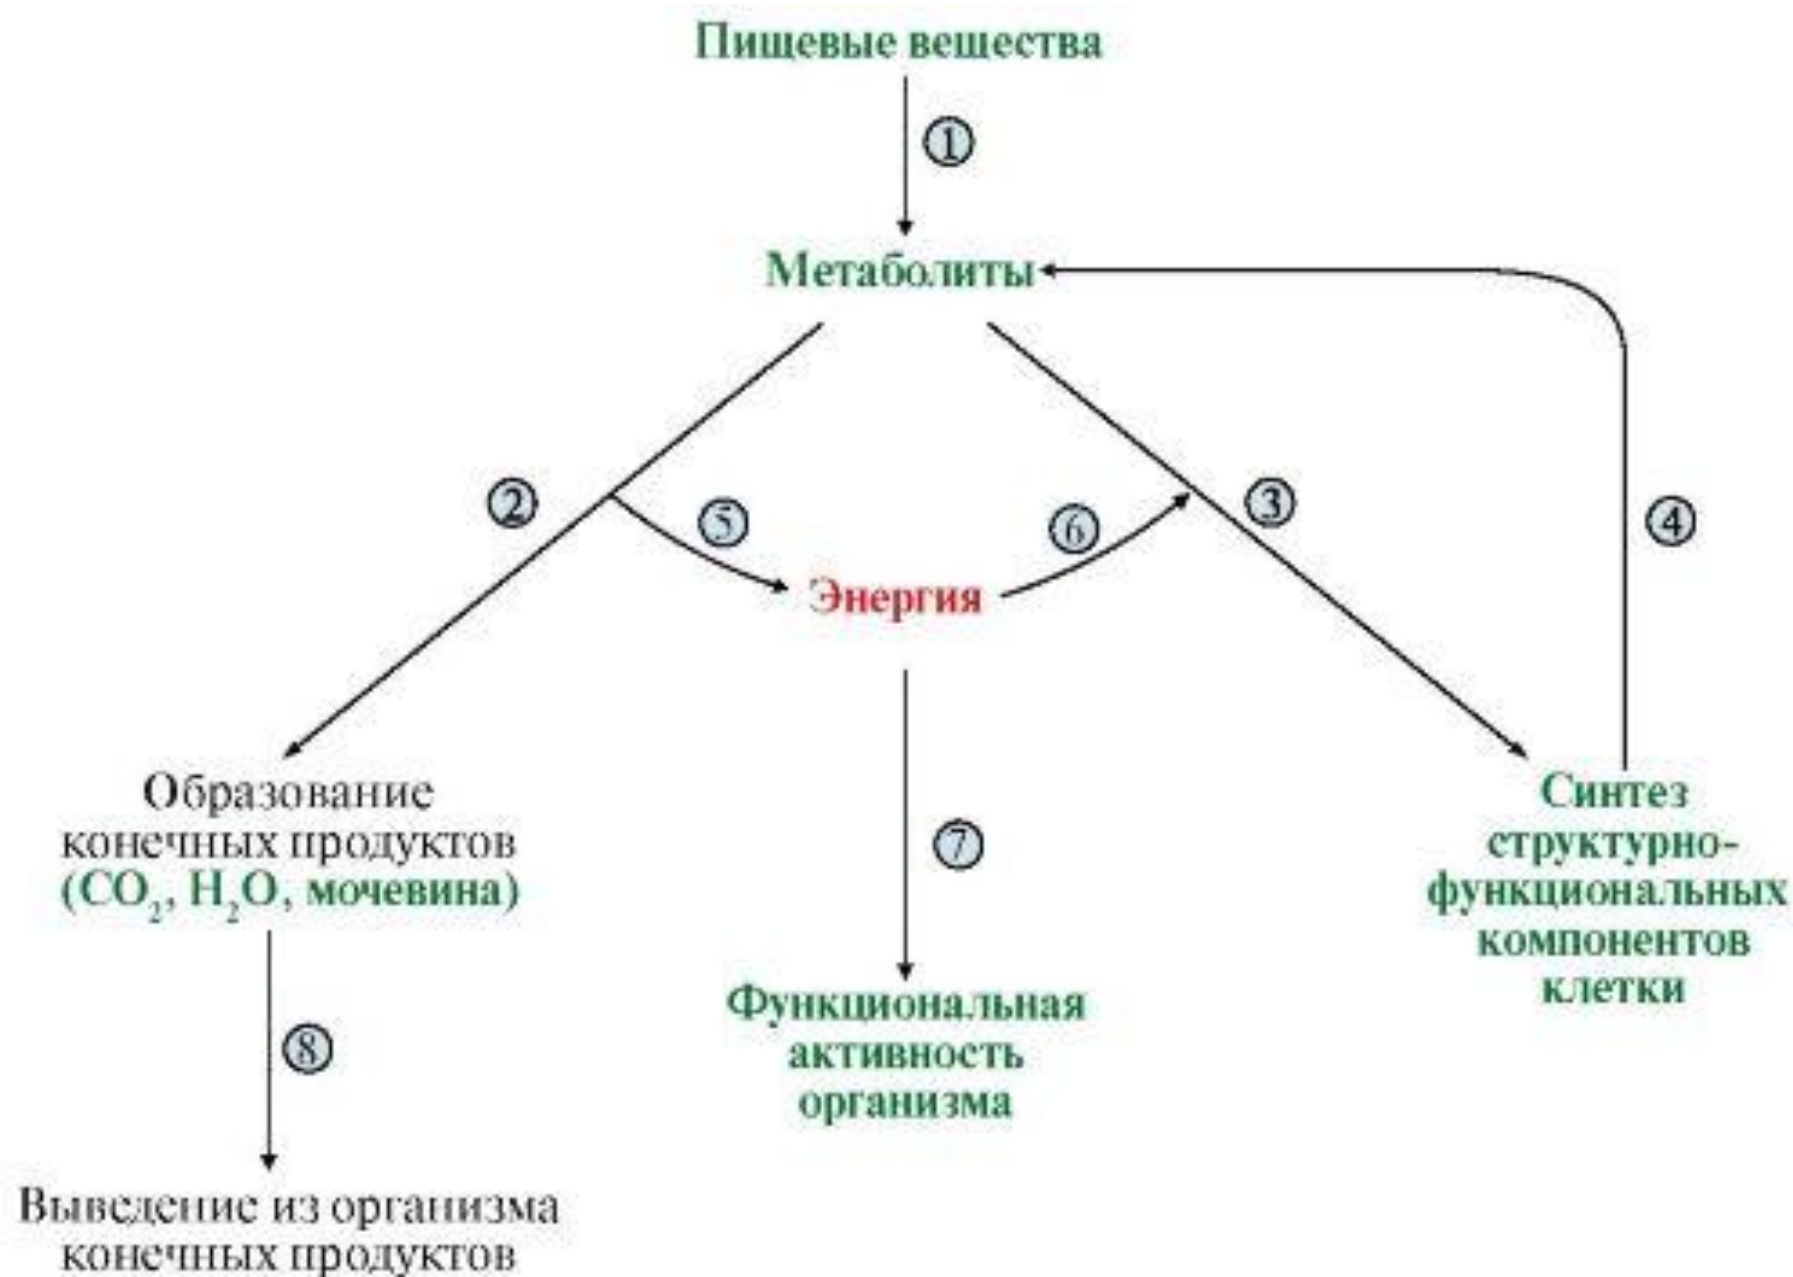 Пищевые вещества
1
Метаболиты
2
5
6
3
4
Энергия
Образование
конечных продуктов
(CO₂, H₂O, мочевина)
7
Синтез
структурно-
функциональных
компонентов
клетки
8
Функциональная
активность
организма
Выведение из организма
конечных продуктов